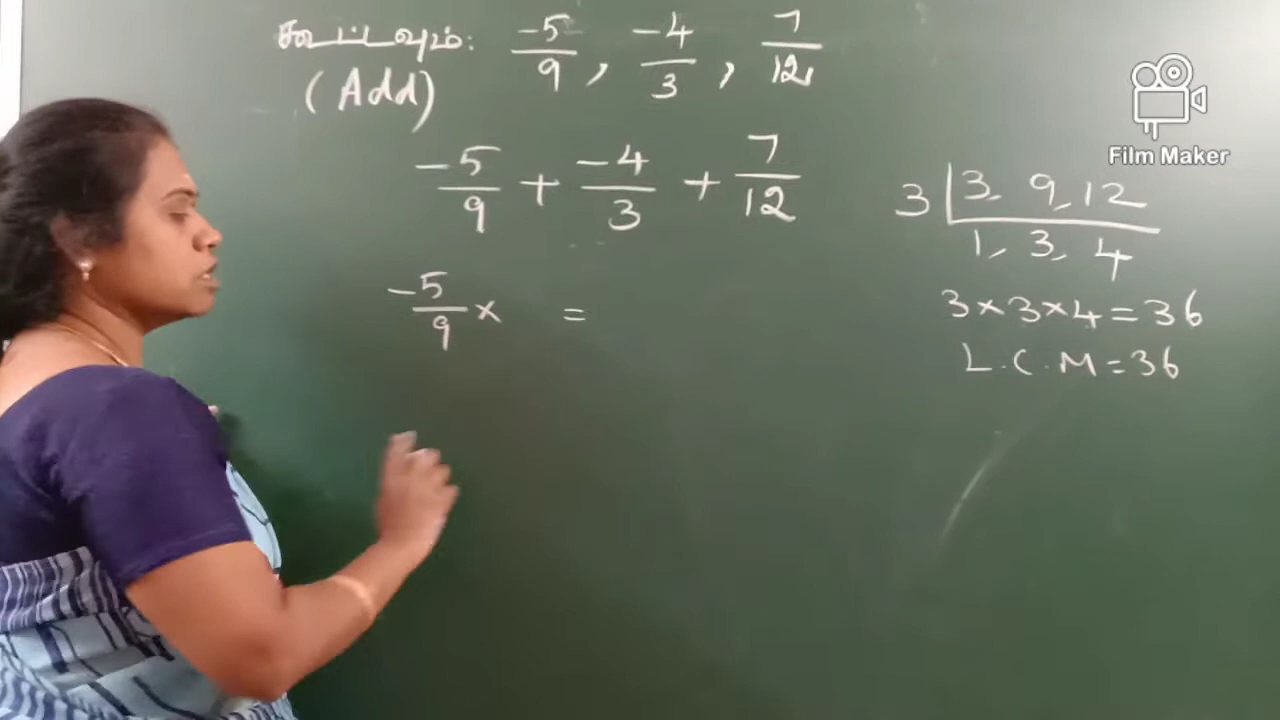 கூட்டவும்: -5/9, -4/3, 7/12,
(Add)
-5/9 + -4/3 + 7/12
-5/9 × =
3 | 3, 9, 12
1, 3, 4
3×3×4=36
L.C.M=36
Film Maker